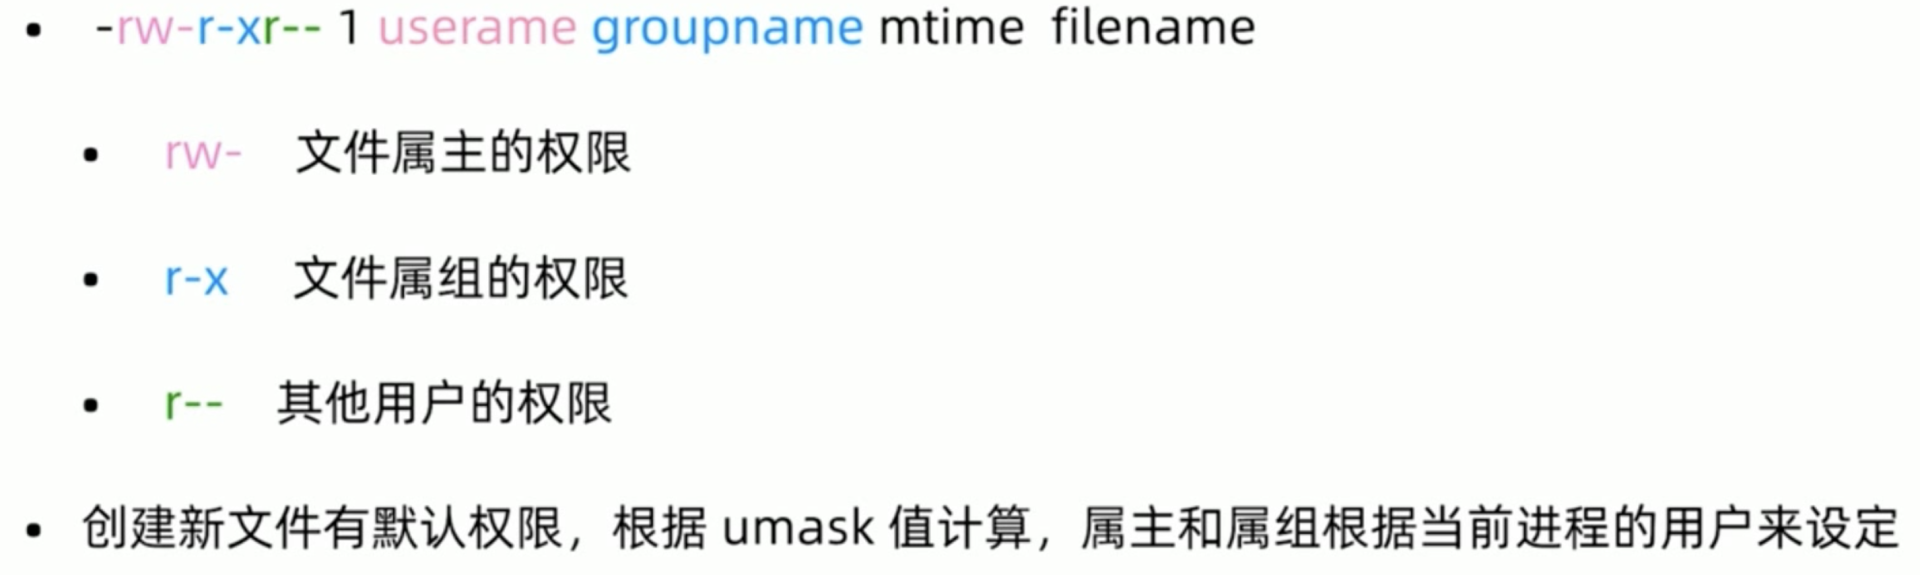 • -rw-r-xr-- 1 userame groupname mtime filename
• rw- 文件属主的权限
• r-x 文件属组的权限
• r-- 其他用户的权限
• 创建新文件有默认权限，根据 umask 值计算，属主和属组根据当前进程的用户来设定